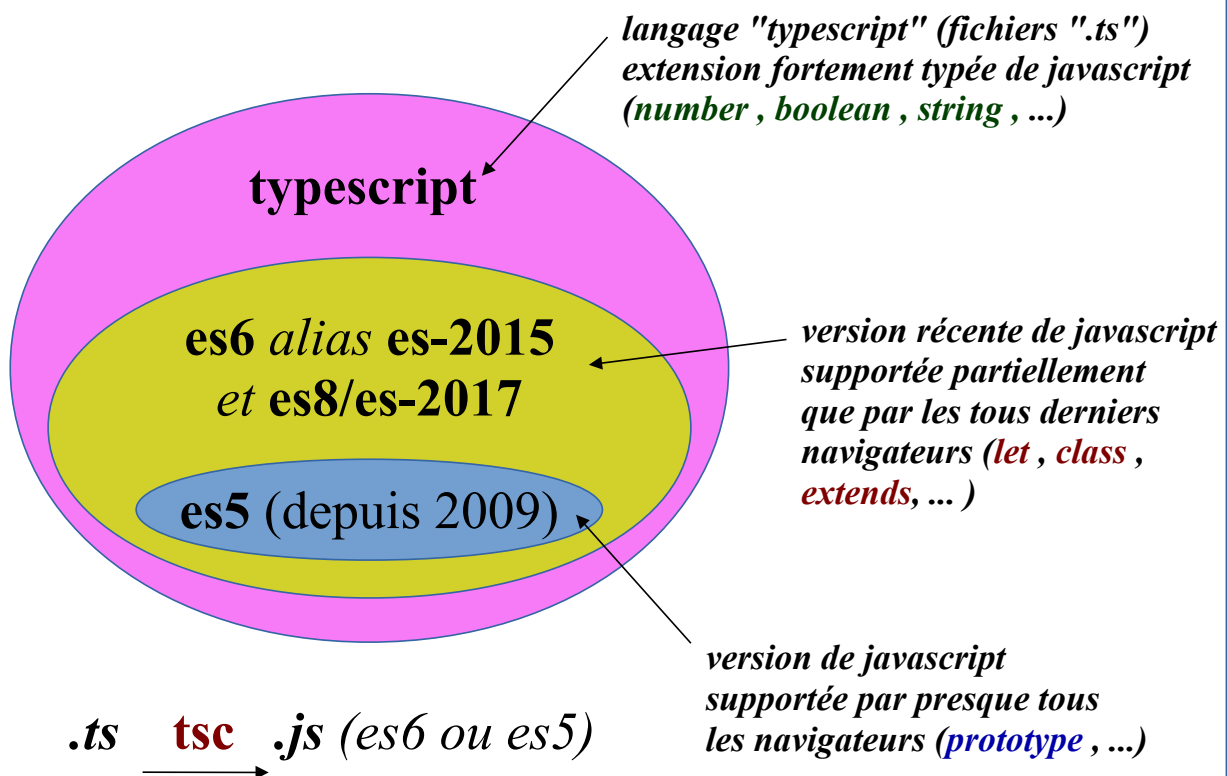 langage "typescript" (fichiers ".ts")
extension fortement typée de javascript
(number , boolean , string , ...)
typescript
es6 alias es-2015
et es8/es-2017
version récente de javascript
supportée partiellement
que par les tous derniers
navigateurs (let , class ,
extends, ... )
es5 (depuis 2009)
version de javascript
supportée par presque tous
les navigateurs (prototype , ...)
.ts tsc .js (es6 ou es5)